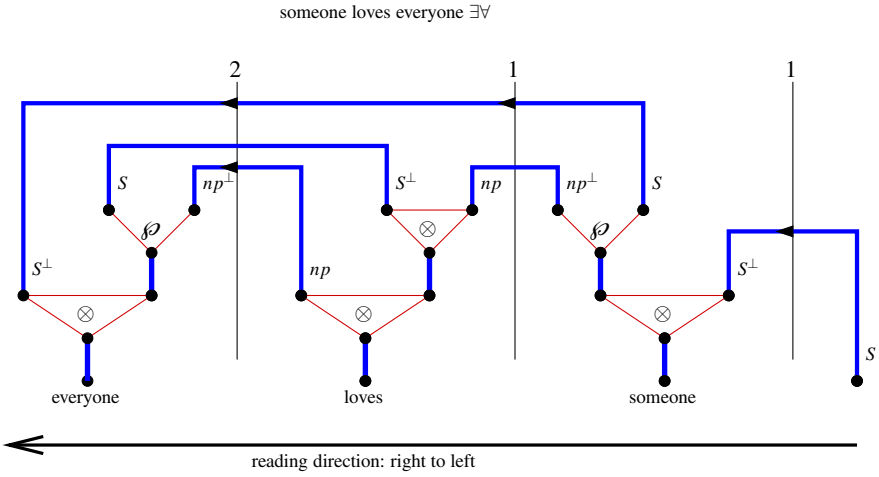 someone loves everyone ∃∀
2 1 1
S np⊥ S⊥ np np⊥ S
℘ ⊗ ℘
S⊥ np S⊥
⊗ ⊗ ⊗
S
everyone loves someone
reading direction: right to left